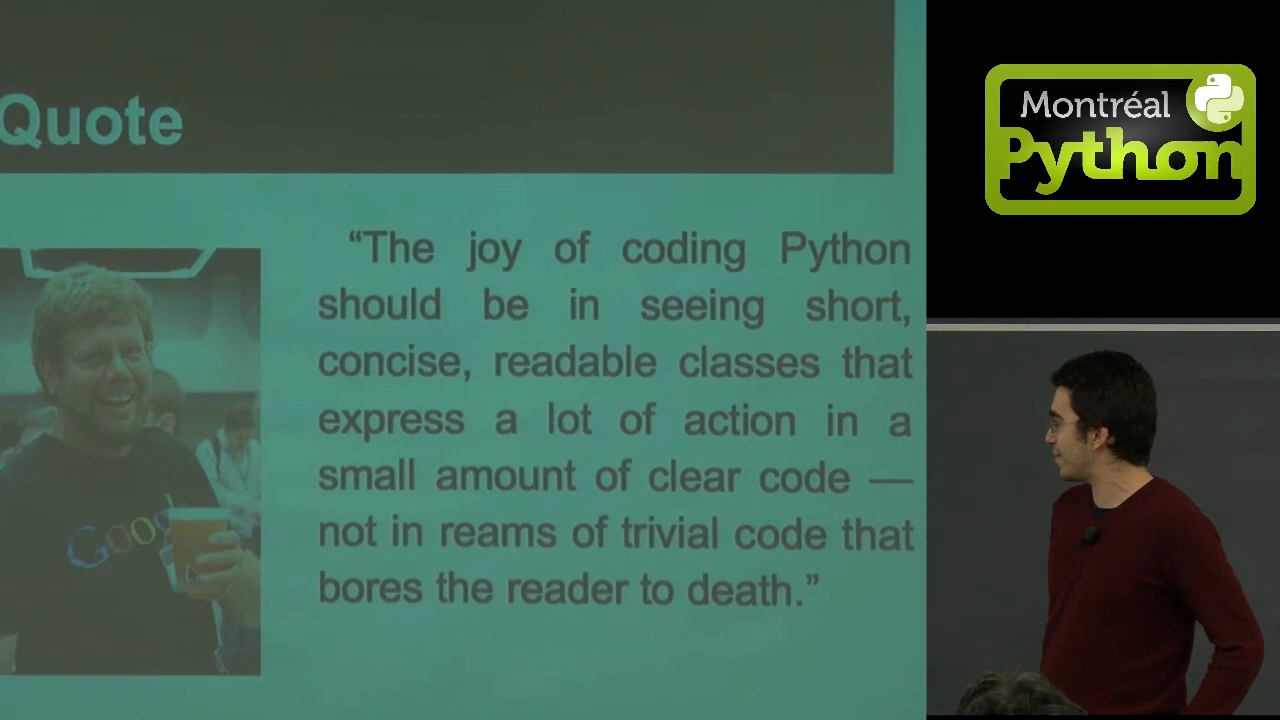 Quote
“The joy of coding Python
should be in seeing short,
concise, readable classes that
express a lot of action in a
small amount of clear code —
not in reams of trivial code that
bores the reader to death.”
Goo
Montréal
Python